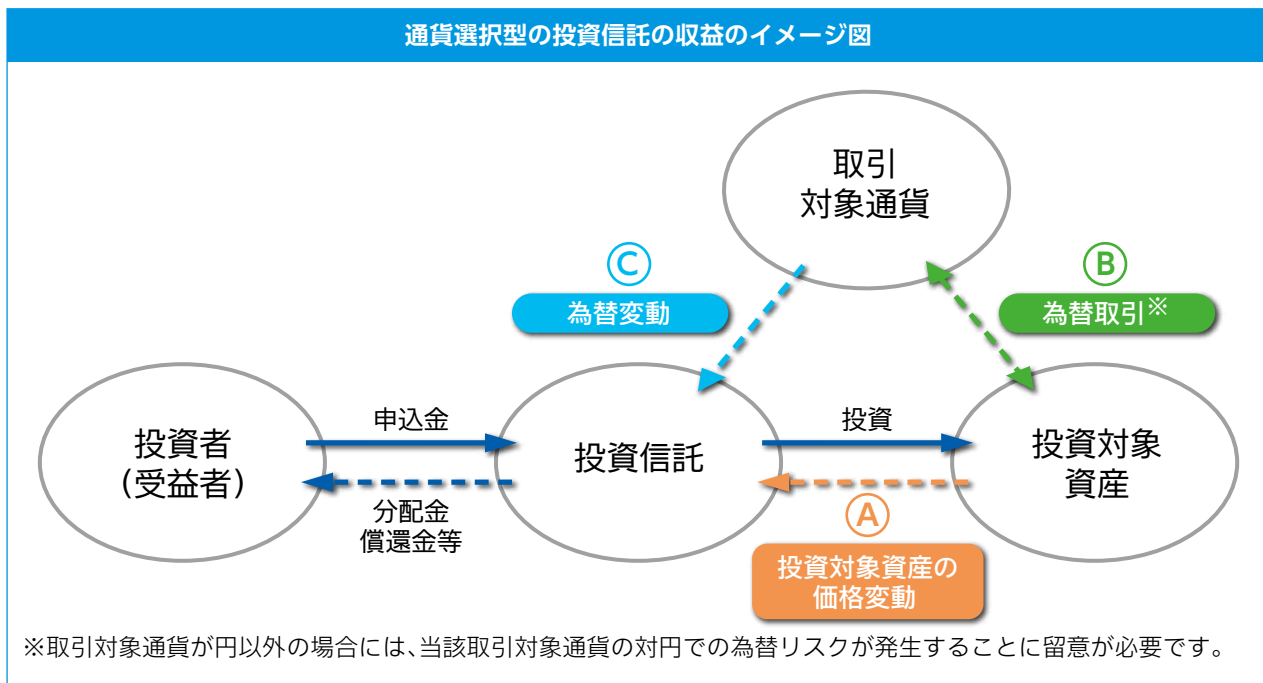 通貨選択型の投資信託の収益のイメージ図
取引
対象通貨
Ⓒ
為替変動
Ⓑ
為替取引※
投資者
(受益者)
申込金
分配金
償還金等
投資信託
投資
Ⓐ
投資対象資産の
価格変動
投資対象
資産
※取引対象通貨が円以外の場合には、当該取引対象通貨の対円での為替リスクが発生することに留意が必要です。